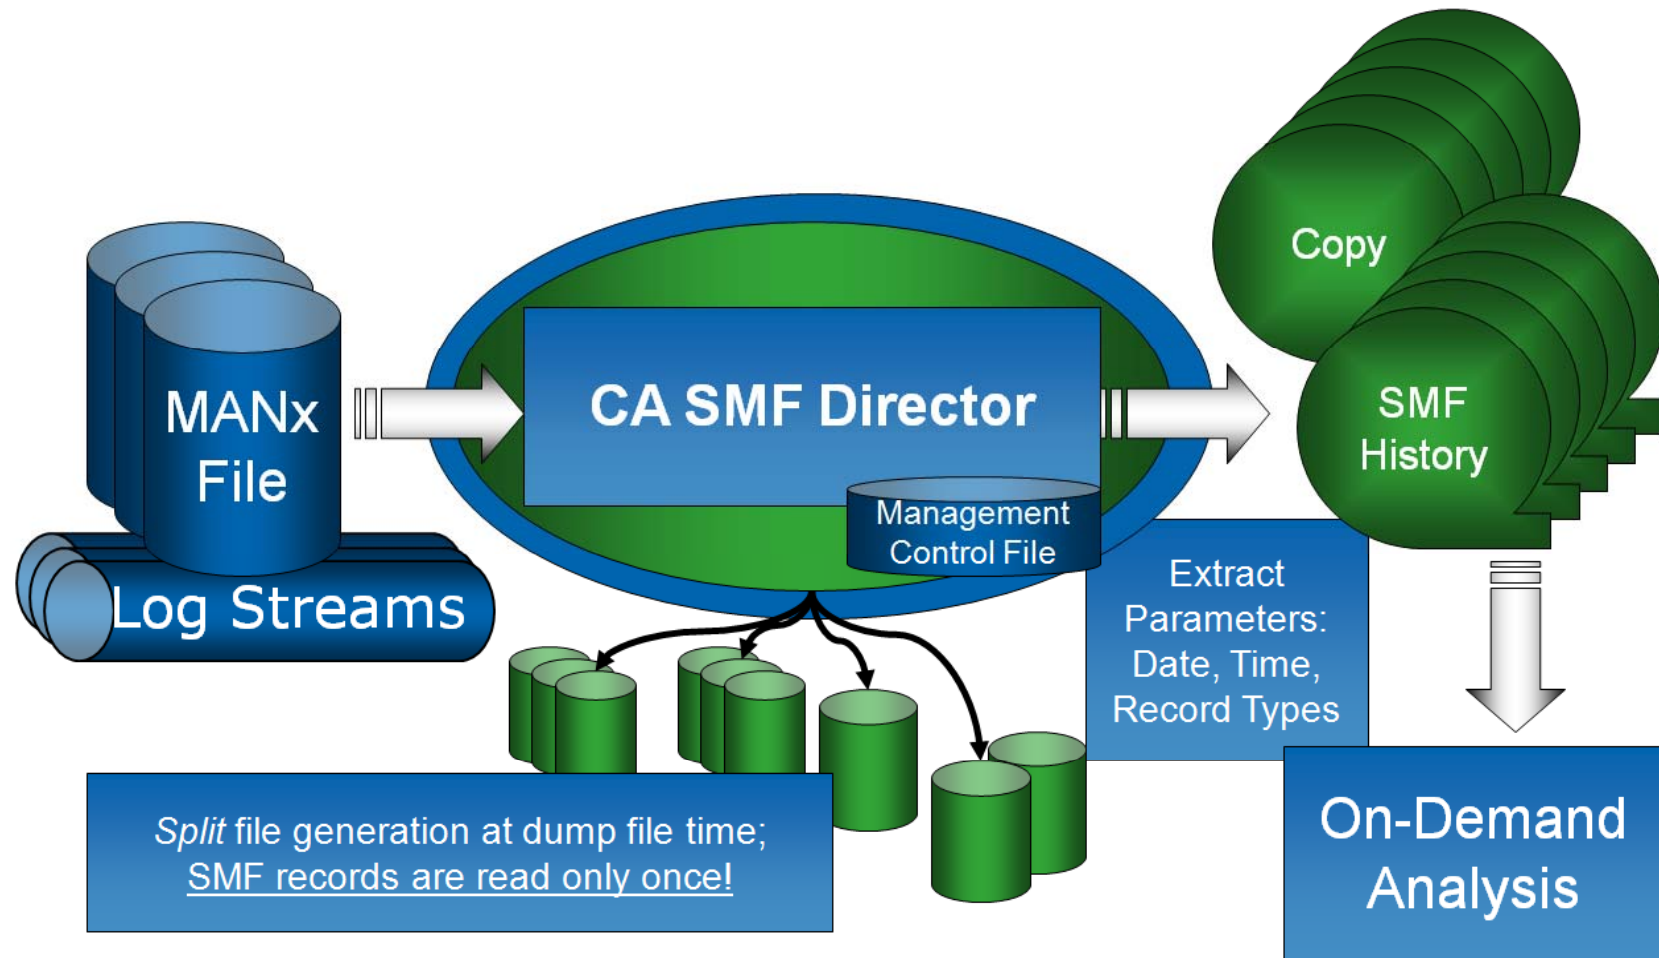 MANx
File
Log Streams
CA SMF Director
Management
Control File
Copy
SMF
History
Extract
Parameters:
Date, Time,
Record Types
Split file generation at dump file time;
SMF records are read only once!
On-Demand
Analysis